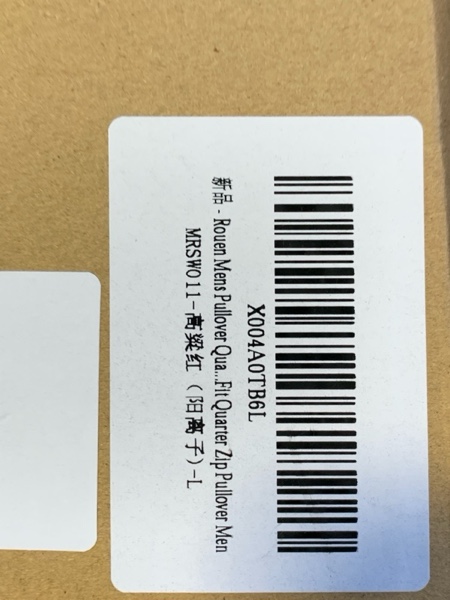 X004A0TB6L
新品 - Rouen Mens Pullover Qua...Fit Quarter Zip Pullover Men
MRSW011-高粱红 (阳离子)-L